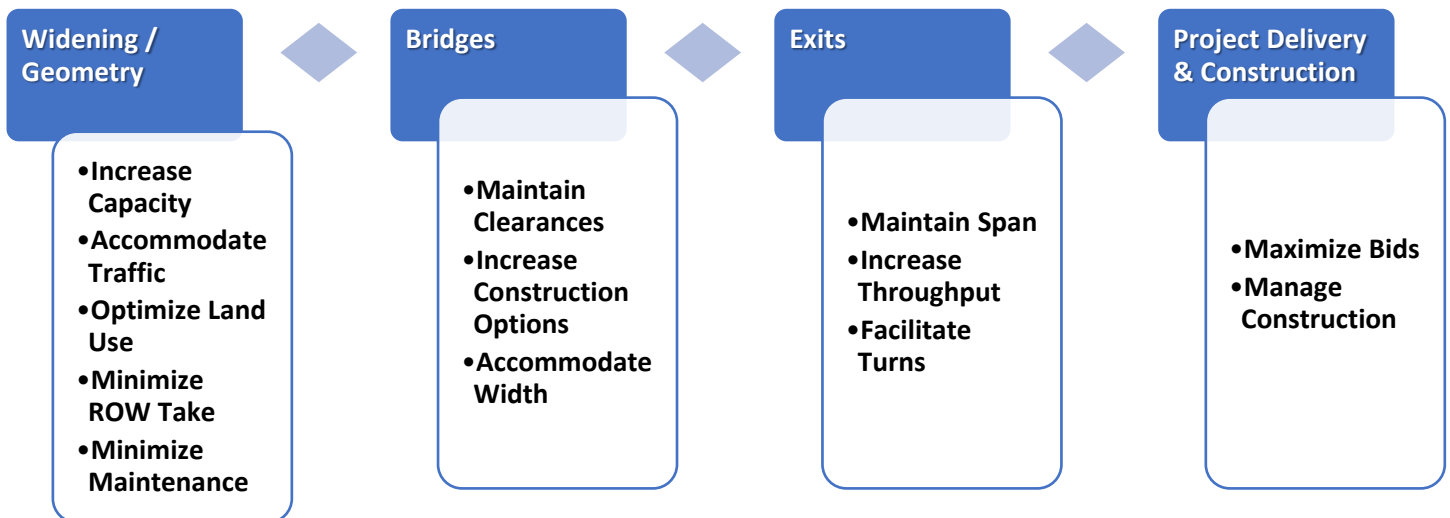 Widening /
Geometry
•Increase
Capacity
•Accommodate
Traffic
•Optimize Land
Use
•Minimize
ROW Take
•Minimize
Maintenance
Bridges
•Maintain
Clearances
•Increase
Construction
Options
•Accommodate
Width
Exits
•Maintain Span
•Increase
Throughput
•Facilitate
Turns
Project Delivery
& Construction
•Maximize Bids
•Manage
Construction